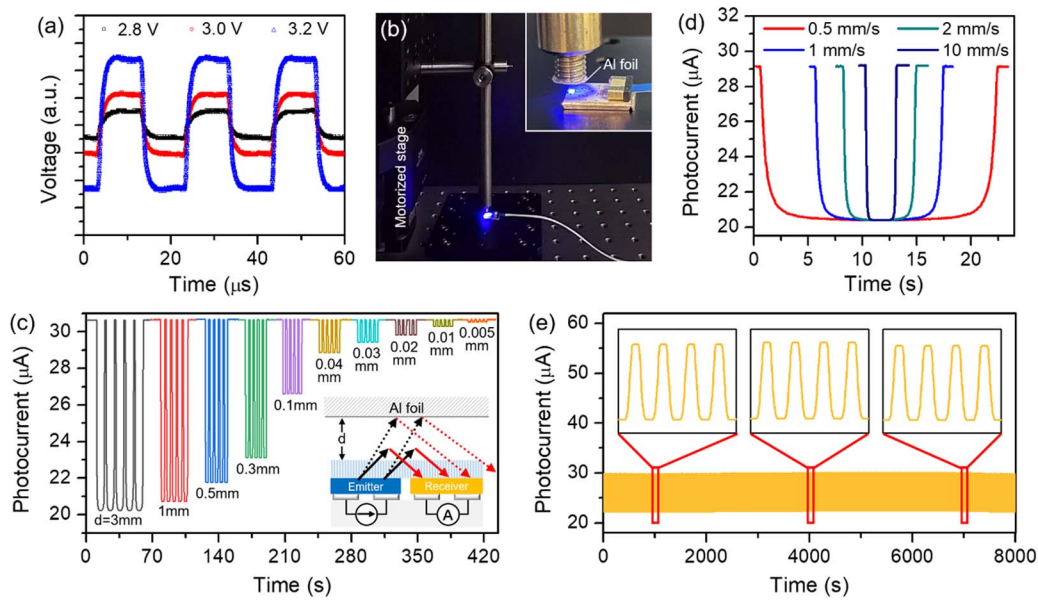 (a)
2.8 V 3.0 V 3.2 V
Voltage (a.u.)
0 20 40 60
Time (μs)
(b)
Al foil
Motorized stage
(d)
0.5 mm/s 2 mm/s
1 mm/s 10 mm/s
Photocurrent (μA)
32
30
28
26
24
22
20
0 5 10 15 20
Time (s)
(c)
Photocurrent (μA)
30
28
26
24
22
20
d=3mm
1mm
0.5mm
0.3mm
0.1mm
0.04
mm
0.03
mm
0.02
mm
0.01
mm
0.005
mm
Al foil
d
Emitter Receiver
A
0 70 140 210 280 350 420
Time (s)
(e)
Photocurrent (μA)
60
50
40
30
20
0 2000 4000 6000 8000
Time (s)